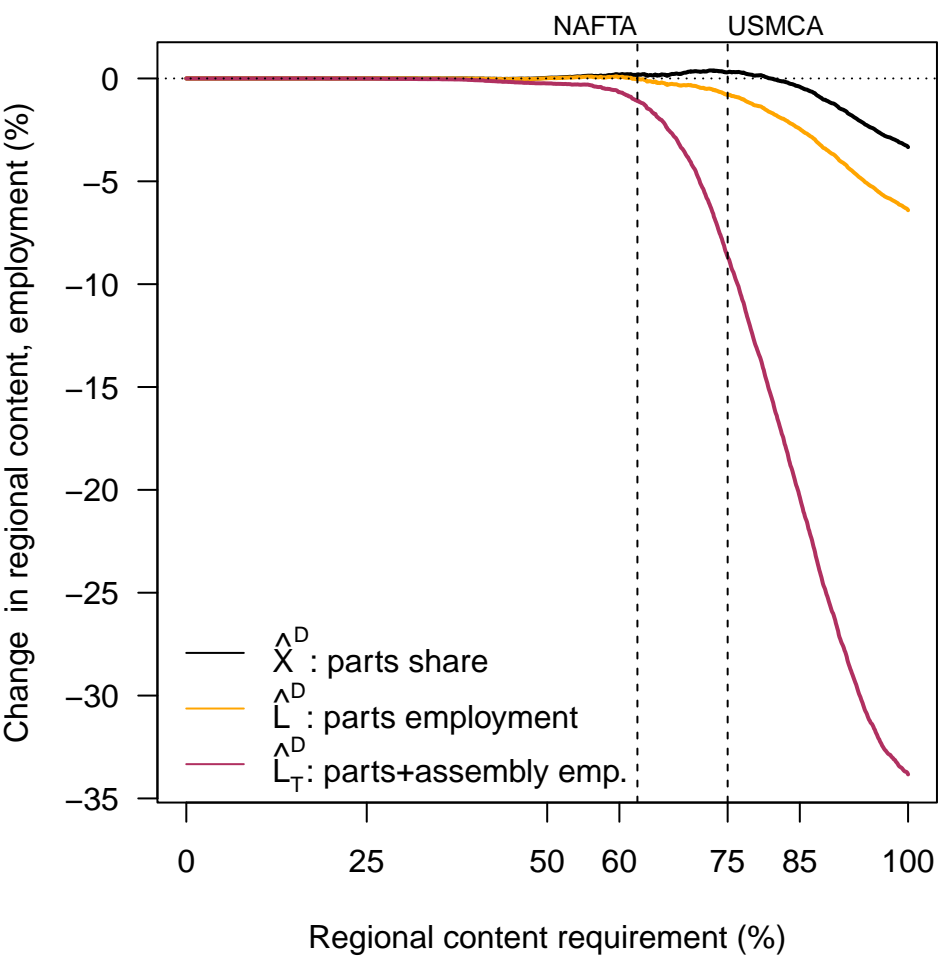 NAFTA USMCA
Change in regional content, employment (%)
0
−5
−10
−15
−20
−25
−30
−35
X̂ᴰ : parts share
L̂ᴰ : parts employment
L̂ᴰ_T: parts+assembly emp.
0 25 50 60 75 85 100
Regional content requirement (%)